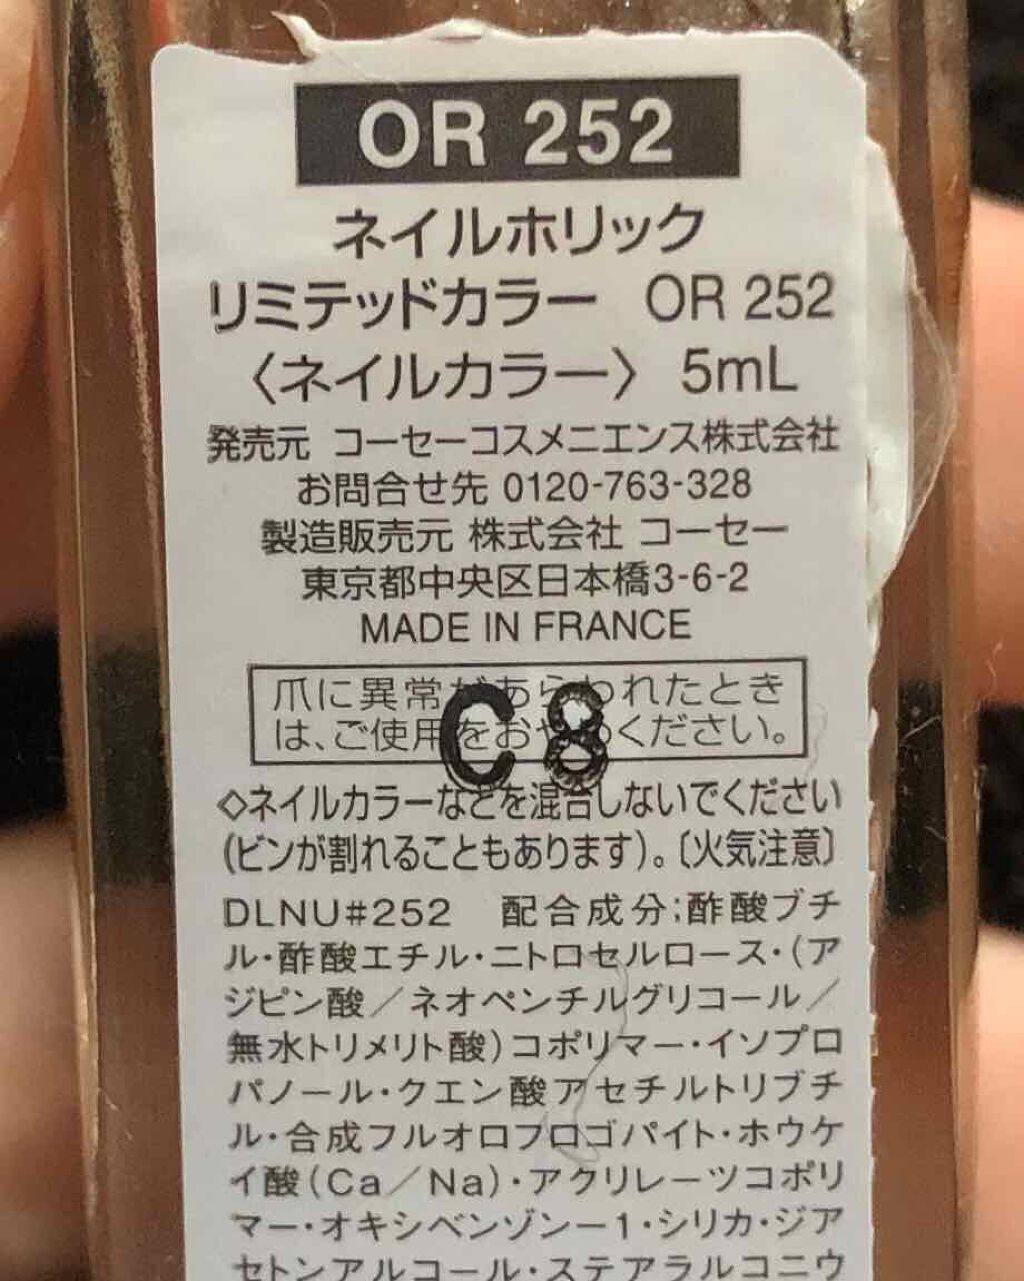 OR 252
ネイルホリック
リミテッドカラー OR 252
〈ネイルカラー〉 5mL
発売元 コーセーコスメニエンス株式会社
お問合せ先 0120-763-328
製造販売元 株式会社 コーセー
東京都中央区日本橋3-6-2
MADE IN FRANCE
爪に異常があらわれたとき
は、ご使用をおやめください。
C8
◇ネイルカラーなどを混合しないでください
(ビンが割れることもあります)。〔火気注意〕
DLNU#252 配合成分;酢酸ブチ
ル・酢酸エチル・ニトロセルロース・(ア
ジピン酸/ネオペンチルグリコール/
無水トリメリト酸)コポリマー・イソプロ
パノール・クエン酸アセチルトリブチ
ル・合成フルオロフロゴパイト・ホウケ
イ酸(Ca/Na)・アクリレーツコポリ
マー・オキシベンゾン−1・シリカ・ジア
セトンアルコール・ステアラルコニウ